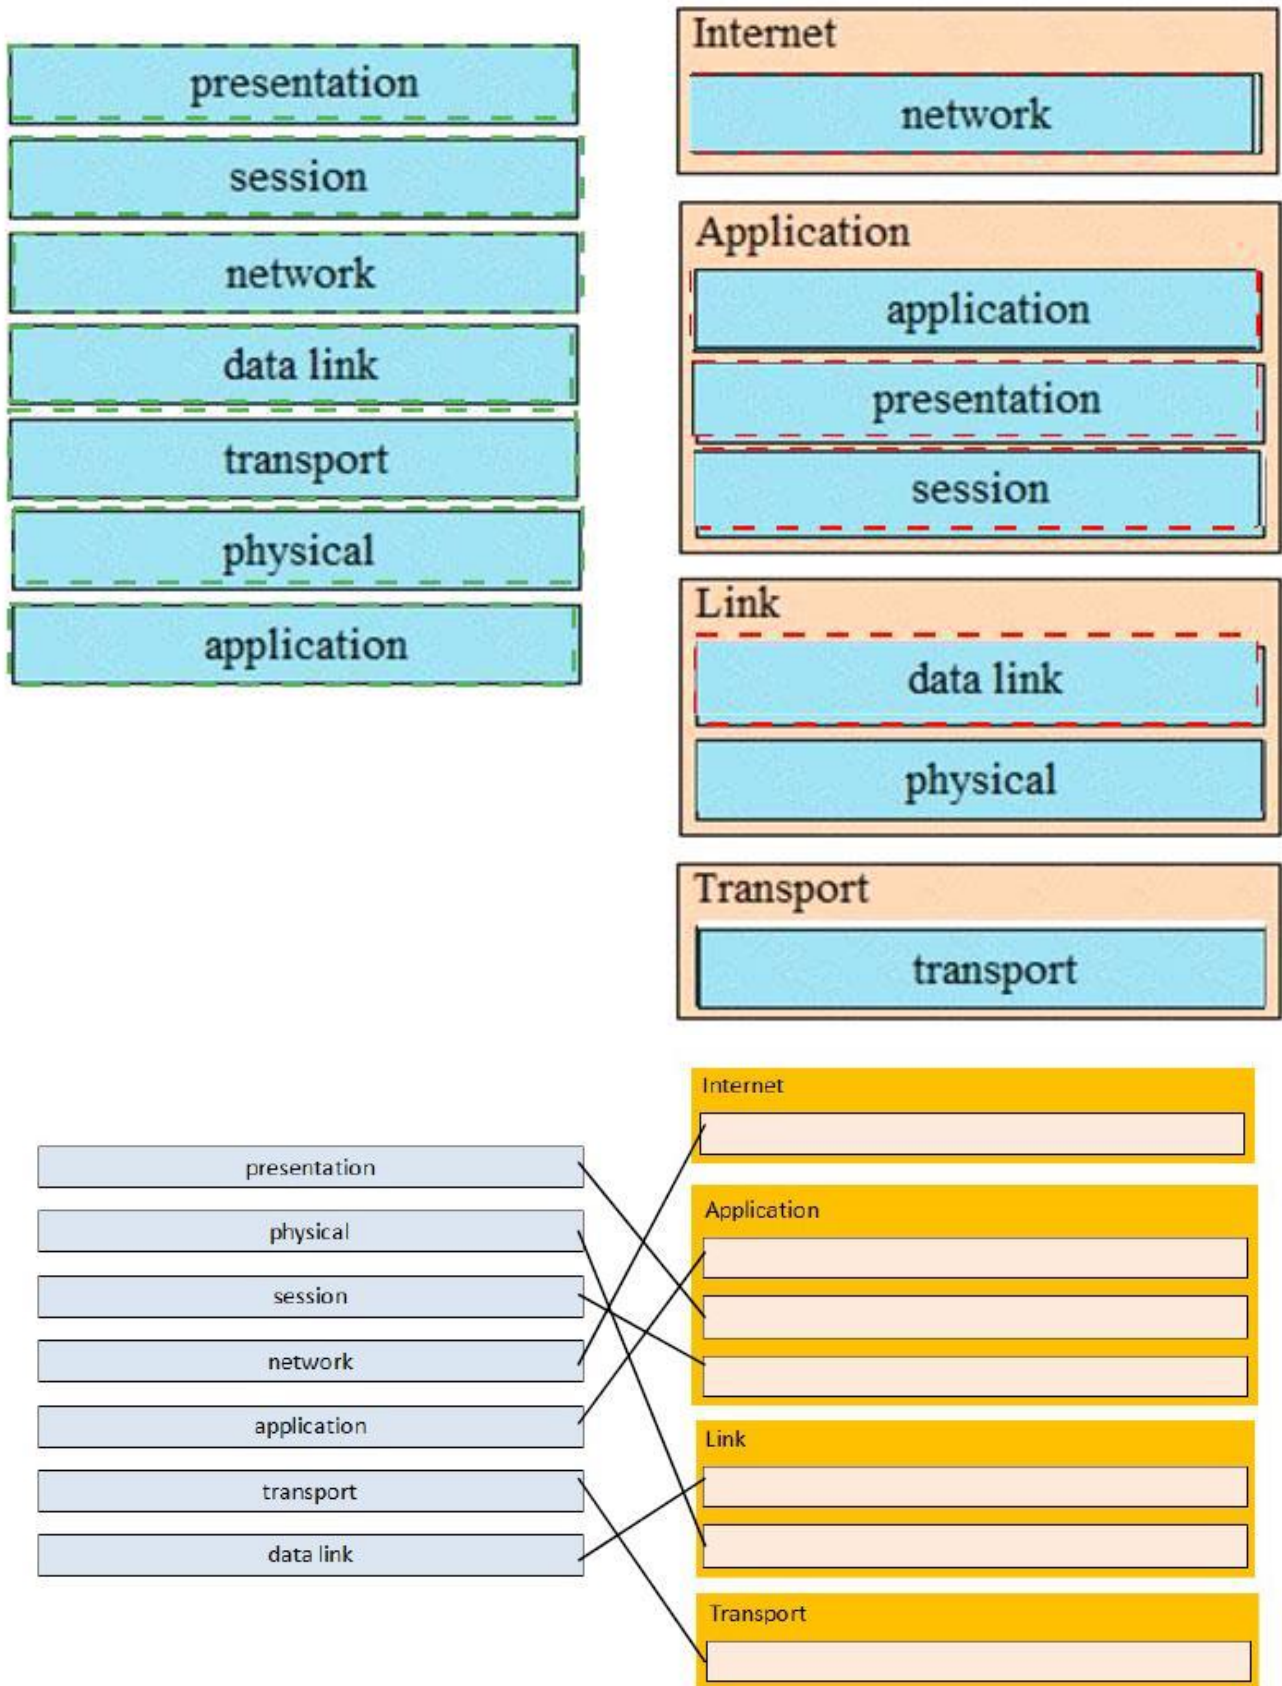 presentation
session
network
data link
transport
physical
application
Internet
network
Application
application
presentation
session
Link
data link
physical
Transport
transport
presentation
physical
session
network
application
transport
data link
Internet
Application
Link
Transport